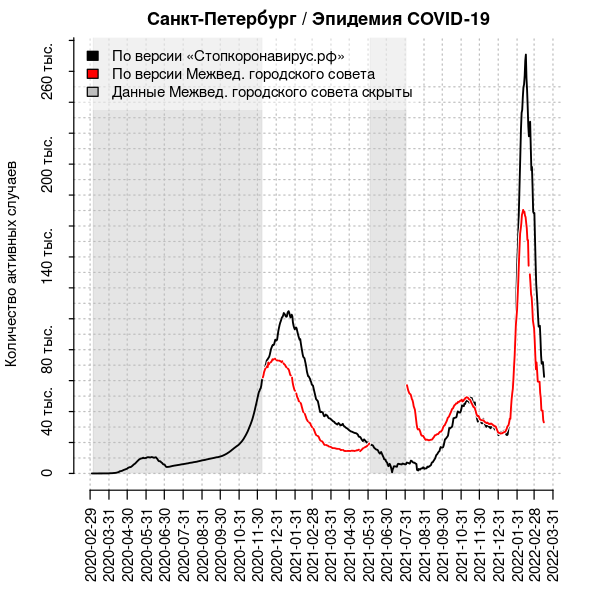 Санкт-Петербург / Эпидемия COVID-19
По версии «Стопкоронавирус.рф»
По версии Межвед. городского совета
Данные Межвед. городского совета скрыты
Количество активных случаев
260 тыс.
200 тыс.
140 тыс.
80 тыс.
40 тыс.
0
2020-02-29
2020-03-31
2020-04-30
2020-05-31
2020-06-30
2020-07-31
2020-08-31
2020-09-30
2020-10-31
2020-11-30
2020-12-31
2021-01-31
2021-02-28
2021-03-31
2021-04-30
2021-05-31
2021-06-30
2021-07-31
2021-08-31
2021-09-30
2021-10-31
2021-11-30
2021-12-31
2022-01-31
2022-02-28
2022-03-31